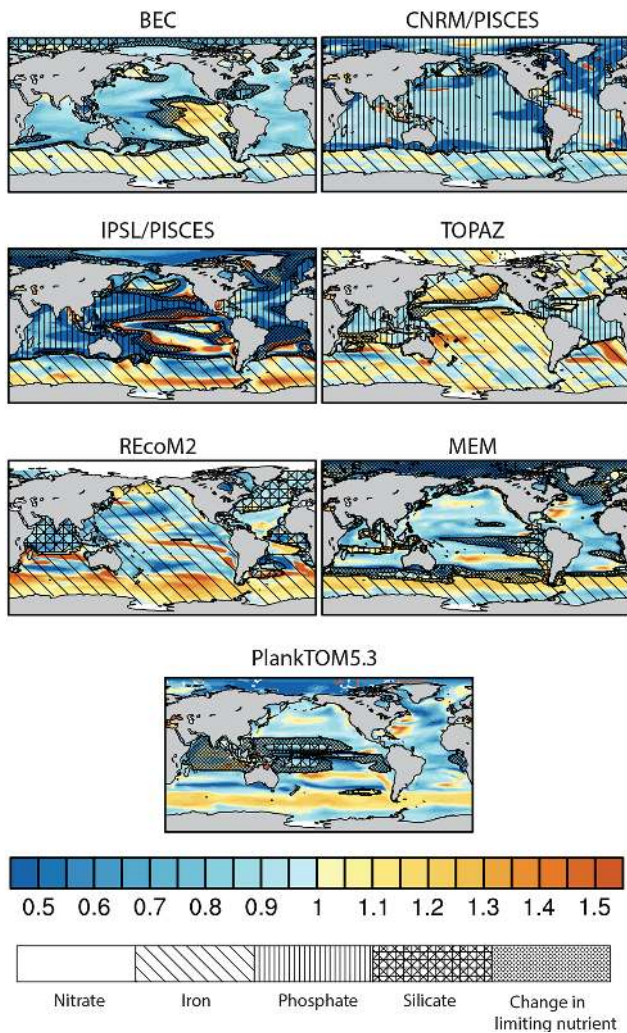 BEC
CNRM/PISCES
IPSL/PISCES
TOPAZ
REcoM2
MEM
PlankTOM5.3
0.5 0.6 0.7 0.8 0.9 1 1.1 1.2 1.3 1.4 1.5
Nitrate Iron Phosphate Silicate Change in
limiting nutrient